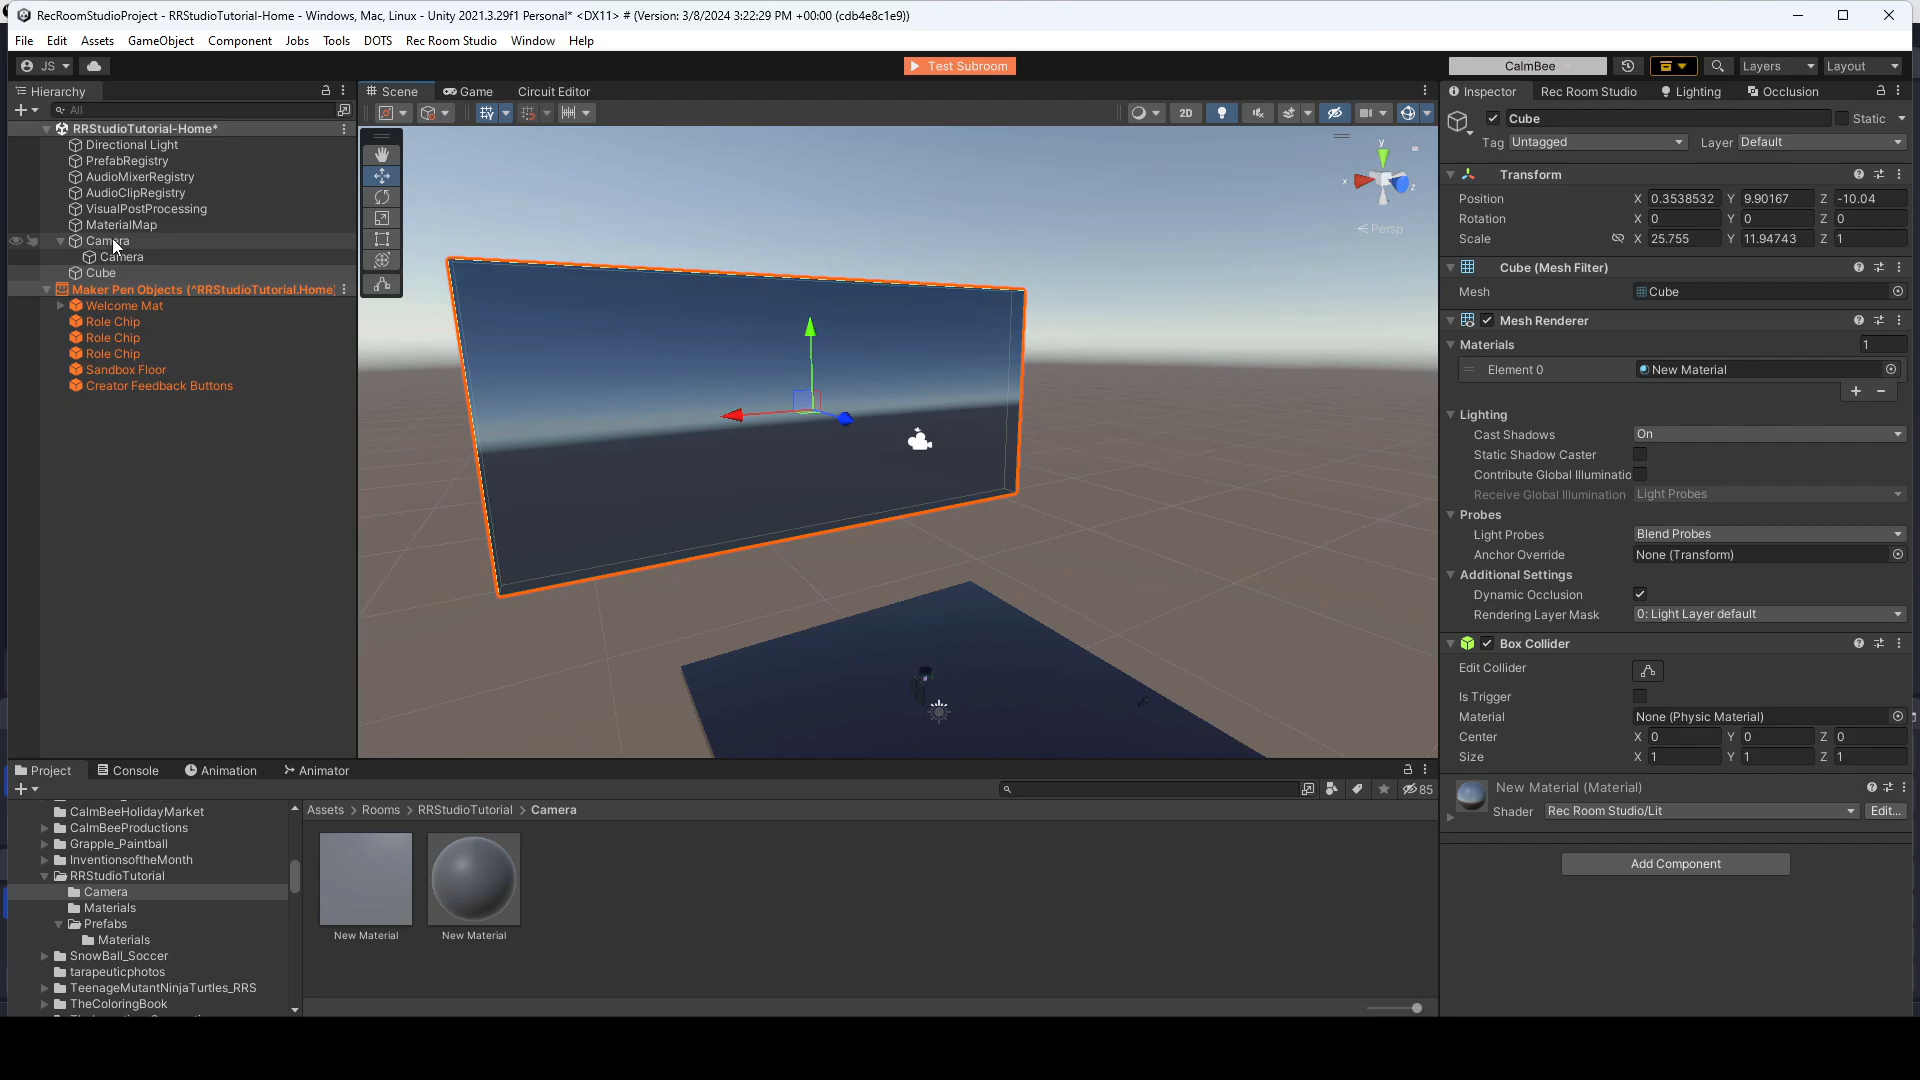 RecRoomStudioProject - RRStudioTutorial-Home - Windows, Mac, Linux - Unity 2021.3.29f1 Personal* <DX11> # (Version: 3/8/2024 3:22:29 PM +00:00 (cdb4e8c1e9))
File Edit Assets GameObject Component Jobs Tools DOTS Rec Room Studio Window Help
JS Test Subroom CalmBee Layers Layout
Hierarchy
All
RRStudioTutorial-Home*
Directional Light
PrefabRegistry
AudioMixerRegistry
AudioClipRegistry
VisualPostProcessing
MaterialMap
Camera
Camera
Cube
Maker Pen Objects (^RRStudioTutorial.Home)
Welcome Mat
Role Chip
Role Chip
Role Chip
Sandbox Floor
Creator Feedback Buttons
Scene Game Circuit Editor
2D
y
x
z
Persp
Inspector Rec Room Studio Lighting Occlusion
Cube Static
Tag Untagged Layer Default
Transform
Position X 0.3538532 Y 9.90167 Z -10.04
Rotation X 0 Y 0 Z 0
Scale X 25.755 Y 11.94743 Z 1
Cube (Mesh Filter)
Mesh Cube
Mesh Renderer
Materials 1
Element 0 New Material
Lighting
Cast Shadows On
Static Shadow Caster
Contribute Global Illuminatio
Receive Global Illumination Light Probes
Probes
Light Probes Blend Probes
Anchor Override None (Transform)
Additional Settings
Dynamic Occlusion
Rendering Layer Mask 0: Light Layer default
Box Collider
Edit Collider
Is Trigger
Material None (Physic Material)
Center X 0 Y 0 Z 0
Size X 1 Y 1 Z 1
New Material (Material)
Shader Rec Room Studio/Lit Edit...
Add Component
Project Console Animation Animator
85
CalmBeeHolidayMarket
CalmBeeProductions
Grapple_Paintball
InventionsoftheMonth
RRStudioTutorial
Camera
Materials
Prefabs
Materials
SnowBall_Soccer
tarapeuticphotos
TeenageMutantNinjaTurtles_RRS
TheColoringBook
Assets > Rooms > RRStudioTutorial > Camera
New Material New Material